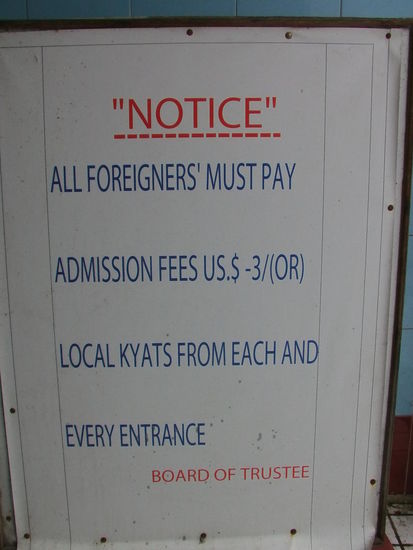 "NOTICE"
ALL FOREIGNERS' MUST PAY
ADMISSION FEES US.$ -3/(OR)
LOCAL KYATS FROM EACH AND
EVERY ENTRANCE
BOARD OF TRUSTEE